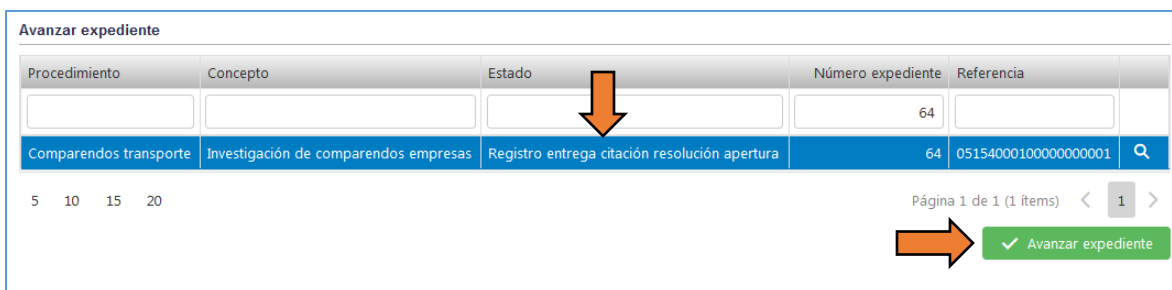 Avanzar expediente
Procedimiento Concepto Estado Número expediente Referencia
64
Comparendos transporte Investigación de comparendos empresas Registro entrega citación resolución apertura 64 05154000100000000001
5 10 15 20 Página 1 de 1 (1 ítems) 1
Avanzar expediente